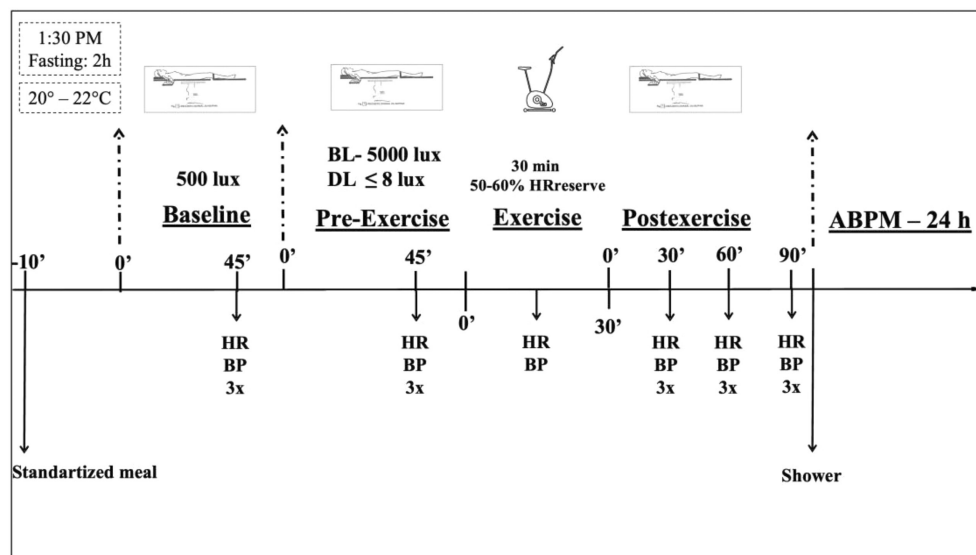 1:30 PM
Fasting: 2h
20° – 22°C
500 lux
Baseline
BL- 5000 lux
DL ≤ 8 lux
Pre-Exercise
30 min
50-60% HRreserve
Exercise
Postexercise
ABPM – 24 h
-10’
0’
45’
0’
45’
0’
0’
30’
30’
60’
90’
HR
BP
3x
HR
BP
3x
HR
BP
HR
BP
3x
HR
BP
3x
HR
BP
3x
Standartized meal
Shower